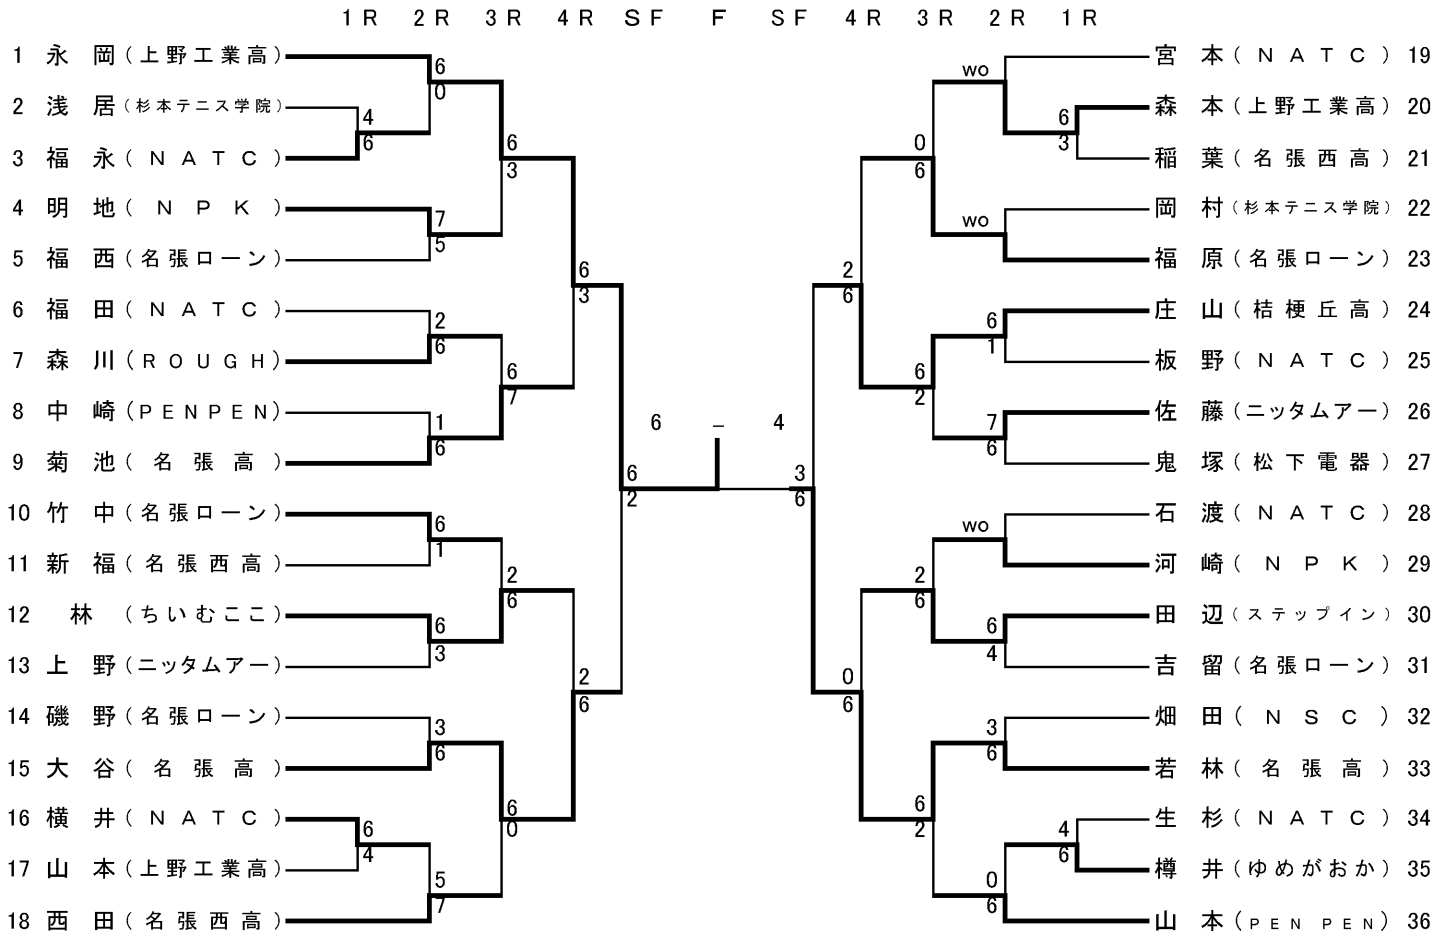 1R 2R 3R 4R SF F SF 4R 3R 2R 1R
1 永岡(上野工業高) 宮本(NATC) 19
6 wo
0
2 浅居(杉本テニス学院) 森本(上野工業高) 20
4 6
6 3
6 0
3 福永(NATC) 稲葉(名張西高) 21
3 6
4 明地(NPK) 岡村(杉本テニス学院) 22
7 wo
5
5 福西(名張ローン) 福原(名張ローン) 23
6 2
3 6
6 福田(NATC) 庄山(桔梗丘高) 24
2 6
6 1
7 森川(ROUGH) 板野(NATC) 25
6 6
7 2
8 中崎(PENPEN) 佐藤(ニッタムアー) 26
1 6 – 4 7
6 6
9 菊池(名張高) 鬼塚(松下電器) 27
6 3
2 6
10 竹中(名張ローン) 石渡(NATC) 28
6 wo
1
11 新福(名張西高) 河崎(NPK) 29
2 2
6 6
12 林(ちいむここ) 田辺(ステップイン) 30
6 6
3 4
13 上野(ニッタムアー) 吉留(名張ローン) 31
2 0
6 6
14 磯野(名張ローン) 畑田(NSC) 32
3 3
6 6
15 大谷(名張高) 若林(名張高) 33
6 6
0 2
16 横井(NATC) 生杉(NATC) 34
6 4
4 6
17 山本(上野工業高) 樽井(ゆめがおか) 35
5 0
7 6
18 西田(名張西高) 山本(PEN PEN) 36